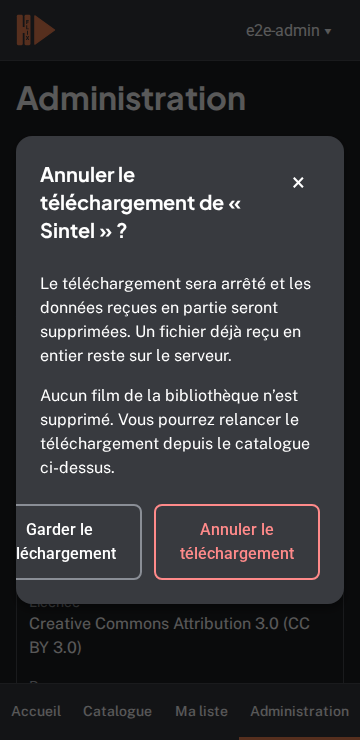 e2e-admin
Administration
Annuler le
téléchargement de «
Sintel » ?
×
Le téléchargement sera arrêté et les
données reçues en partie seront
supprimées. Un fichier déjà reçu en
entier reste sur le serveur.
Aucun film de la bibliothèque n’est
supprimé. Vous pourrez relancer le
téléchargement depuis le catalogue
ci-dessus.
Garder le
léchargement
Annuler le
téléchargement
Licence
Creative Commons Attribution 3.0 (CC
BY 3.0)
Accueil Catalogue Ma liste Administration